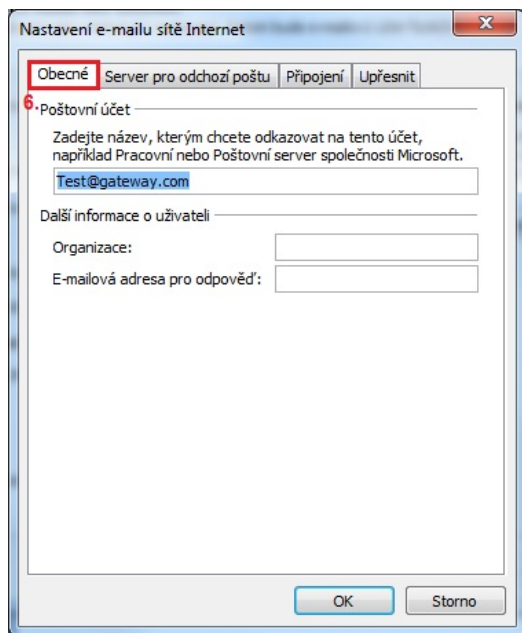 Nastavení e-mailu sítě Internet
Obecné Server pro odchozí poštu Připojení Upřesnit
6.
Poštovní účet
Zadejte název, kterým chcete odkazovat na tento účet,
například Pracovní nebo Poštovní server společnosti Microsoft.
Test@gateway.com
Další informace o uživateli
Organizace:
E-mailová adresa pro odpověď:
OK Storno